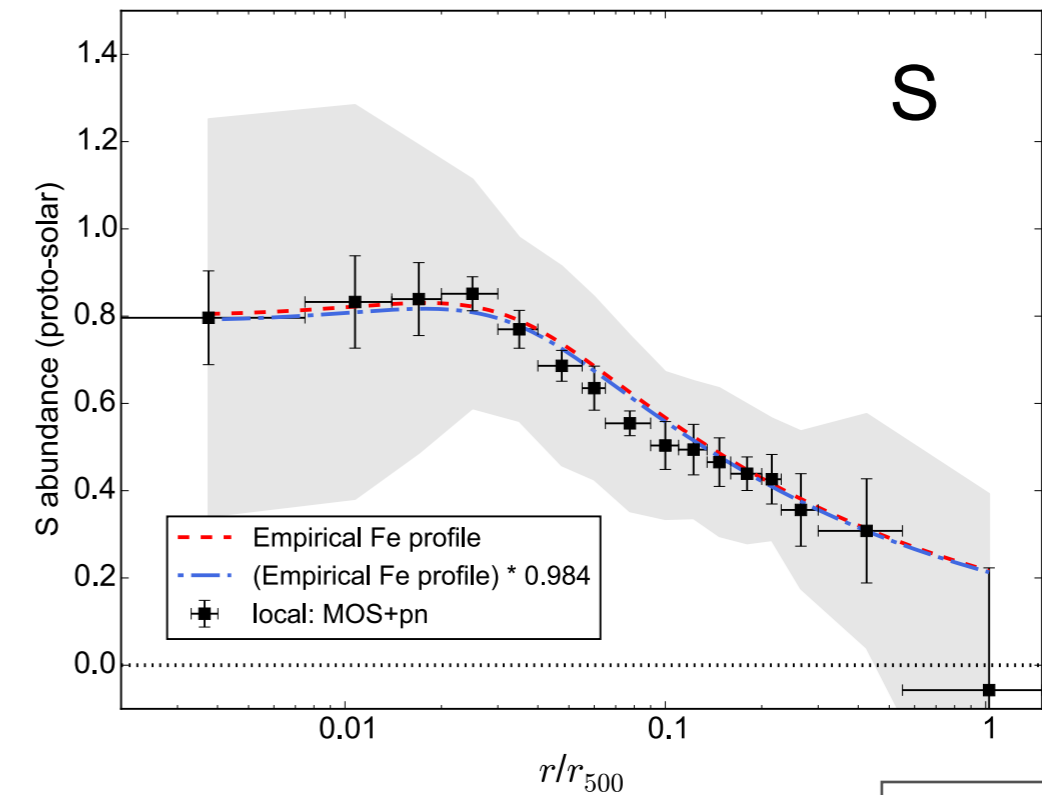 S
S abundance (proto-solar)
1.4
1.2
1.0
0.8
0.6
0.4
0.2
0.0
Empirical Fe profile
(Empirical Fe profile) * 0.984
local: MOS+pn
0.01
0.1
1
r/r500